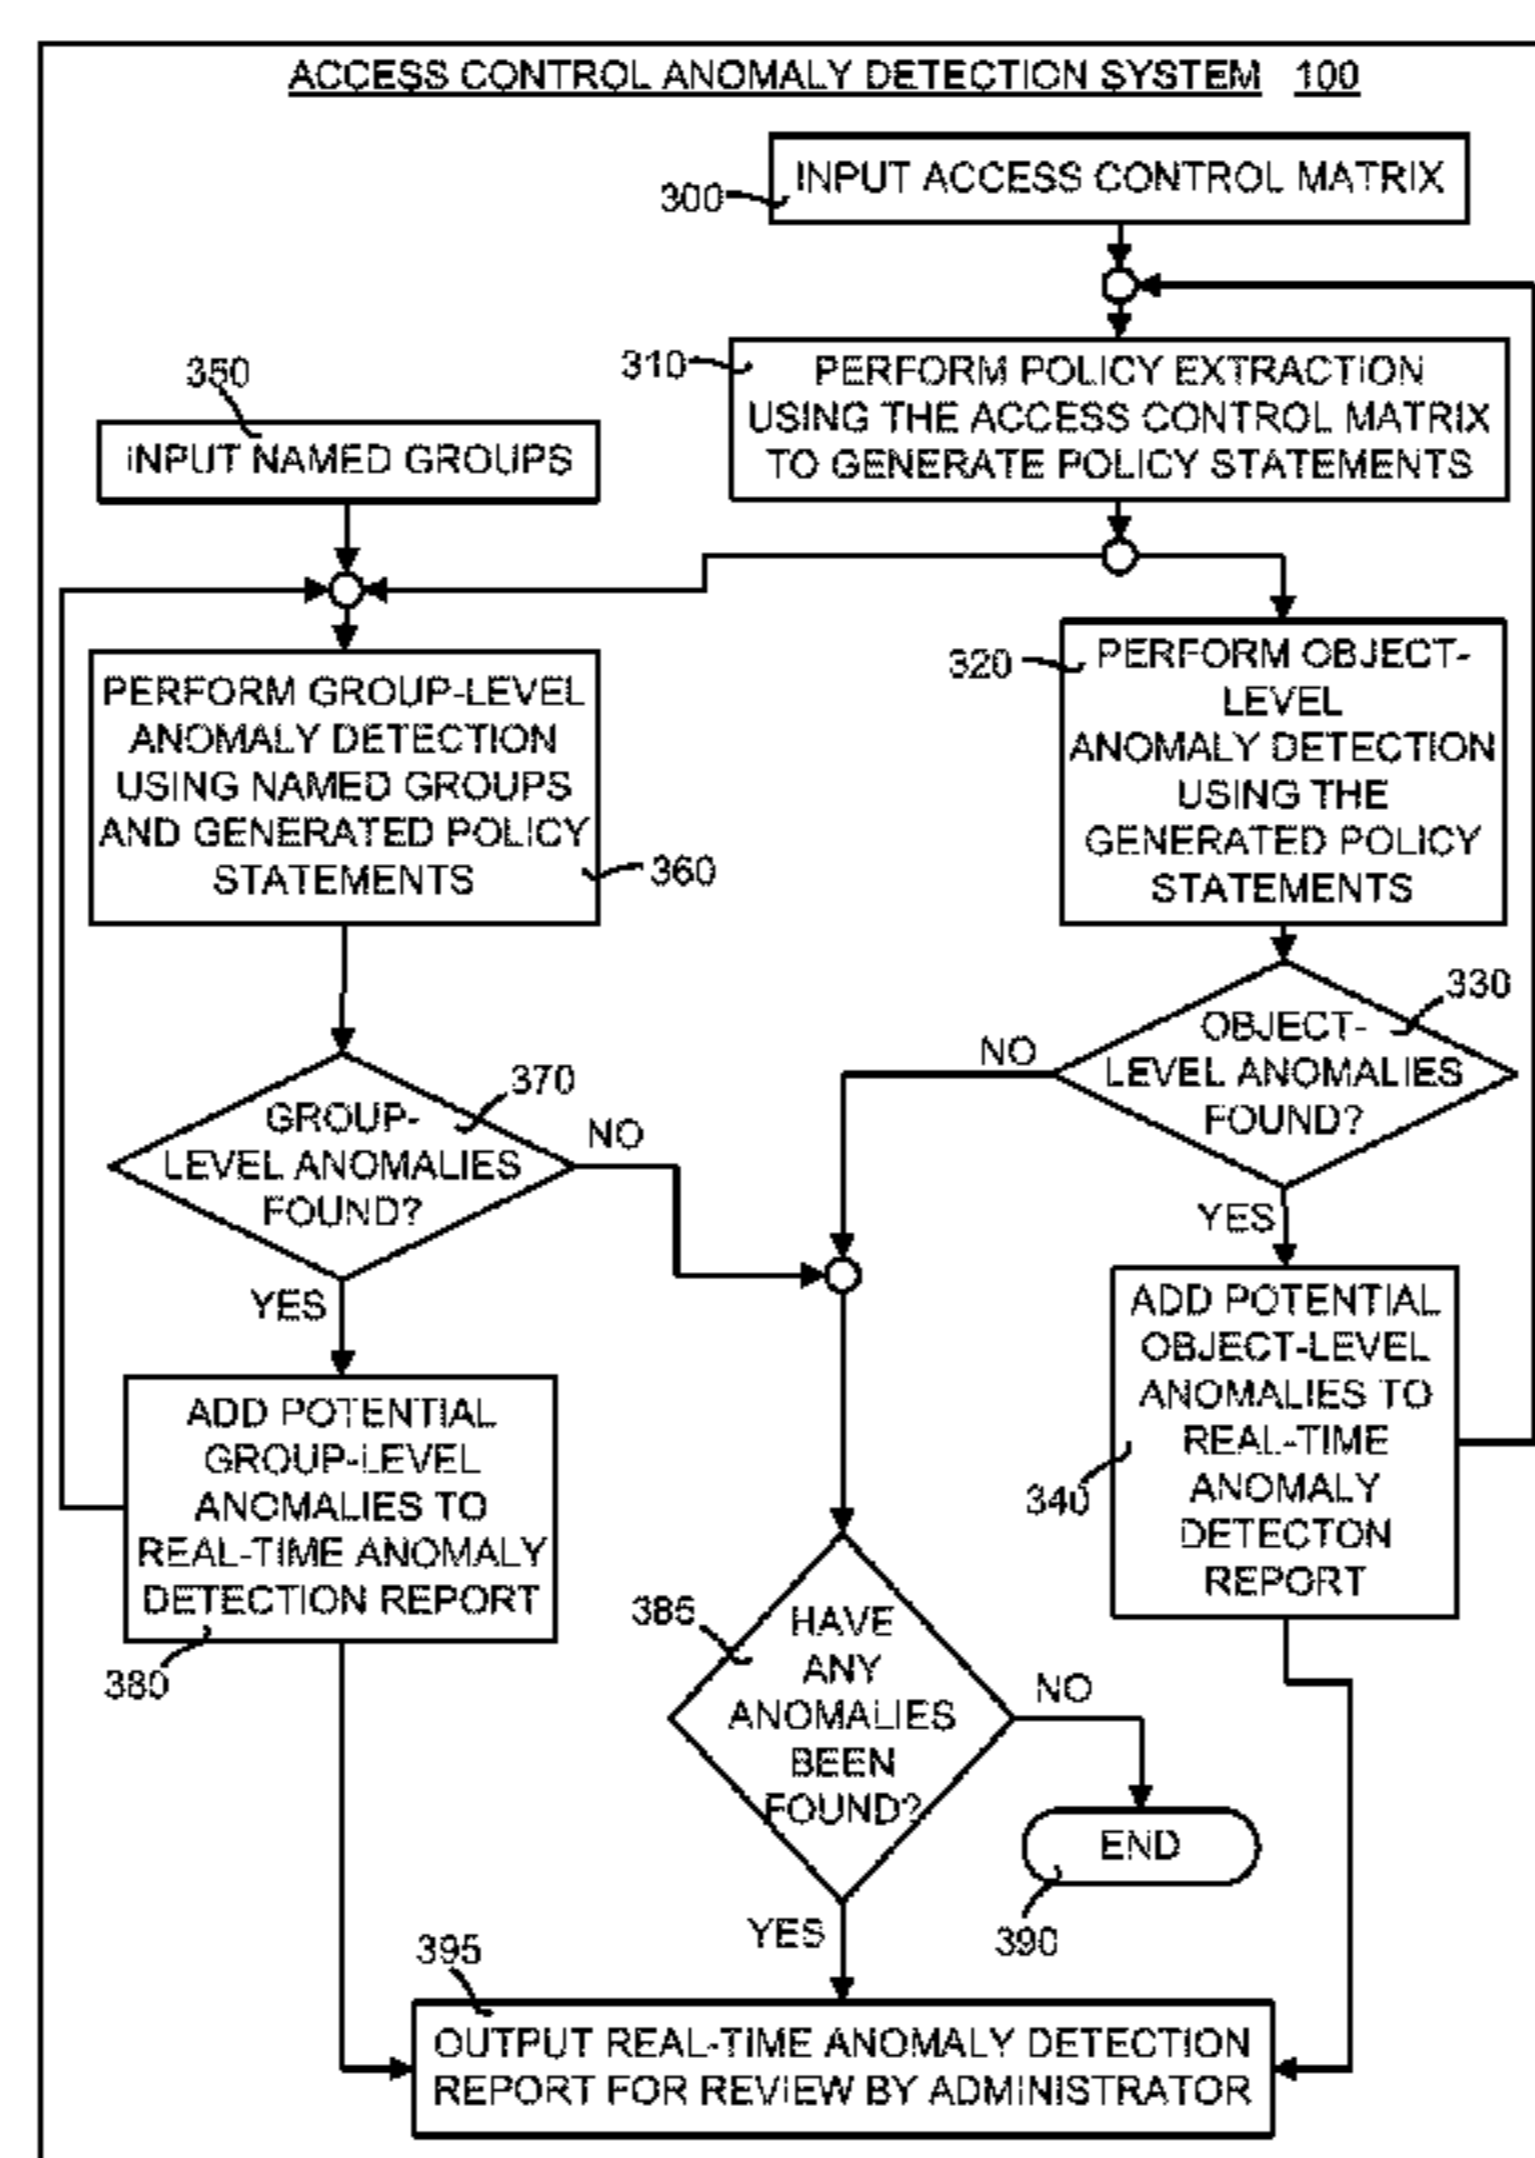 ACCESS CONTROL ANOMALY DETECTION SYSTEM 100
INPUT ACCESS CONTROL MATRIX
300
310
PERFORM POLICY EXTRACTION
USING THE ACCESS CONTROL MATRIX
TO GENERATE POLICY STATEMENTS
350
INPUT NAMED GROUPS
320
PERFORM OBJECT-
LEVEL
ANOMALY DETECTION
USING THE
GENERATED POLICY
STATEMENTS
PERFORM GROUP-LEVEL
ANOMALY DETECTION
USING NAMED GROUPS
AND GENERATED POLICY
STATEMENTS
360
330
OBJECT-
LEVEL ANOMALIES
FOUND?
NO
YES
370
GROUP-
LEVEL ANOMALIES
FOUND?
NO
YES
ADD POTENTIAL
OBJECT-LEVEL
ANOMALIES TO
REAL-TIME
ANOMALY
DETECTON
REPORT
340
ADD POTENTIAL
GROUP-LEVEL
ANOMALIES TO
REAL-TIME ANOMALY
DETECTION REPORT
380
385
HAVE
ANY
ANOMALIES
BEEN
FOUND?
NO
END
390
YES
395
OUTPUT REAL-TIME ANOMALY DETECTION
REPORT FOR REVIEW BY ADMINISTRATOR